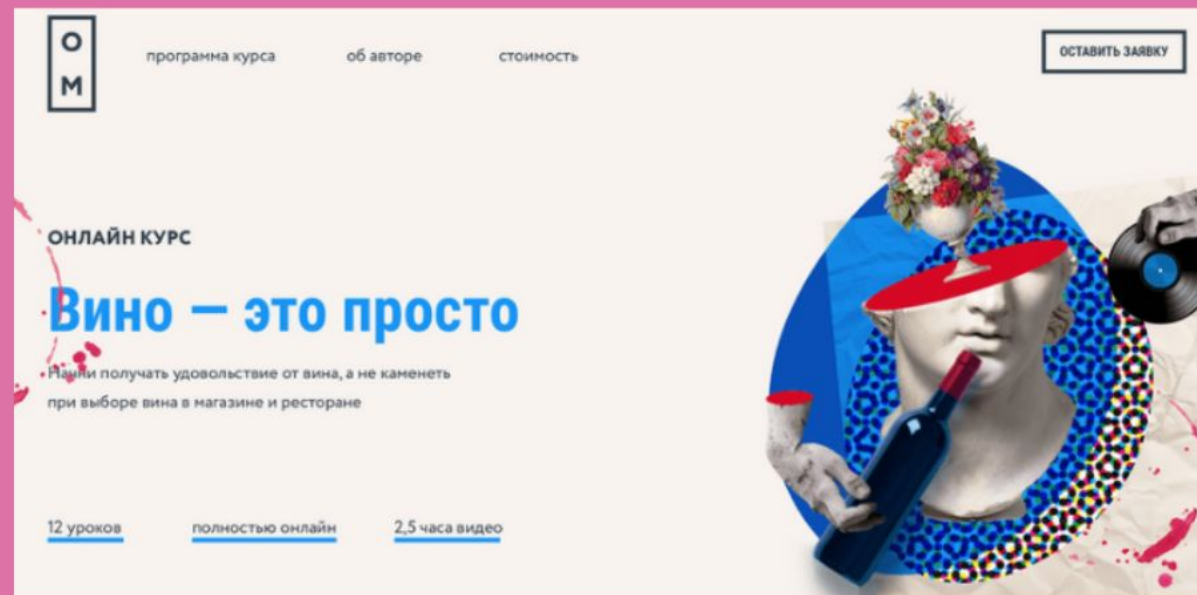 О
М
программа курса
об авторе
стоимость
ОСТАВИТЬ ЗАЯВКУ
ОНЛАЙН КУРС
Вино — это просто
Начни получать удовольствие от вина, а не каменеть
при выборе вина в магазине и ресторане
12 уроков
полностью онлайн
2,5 часа видео